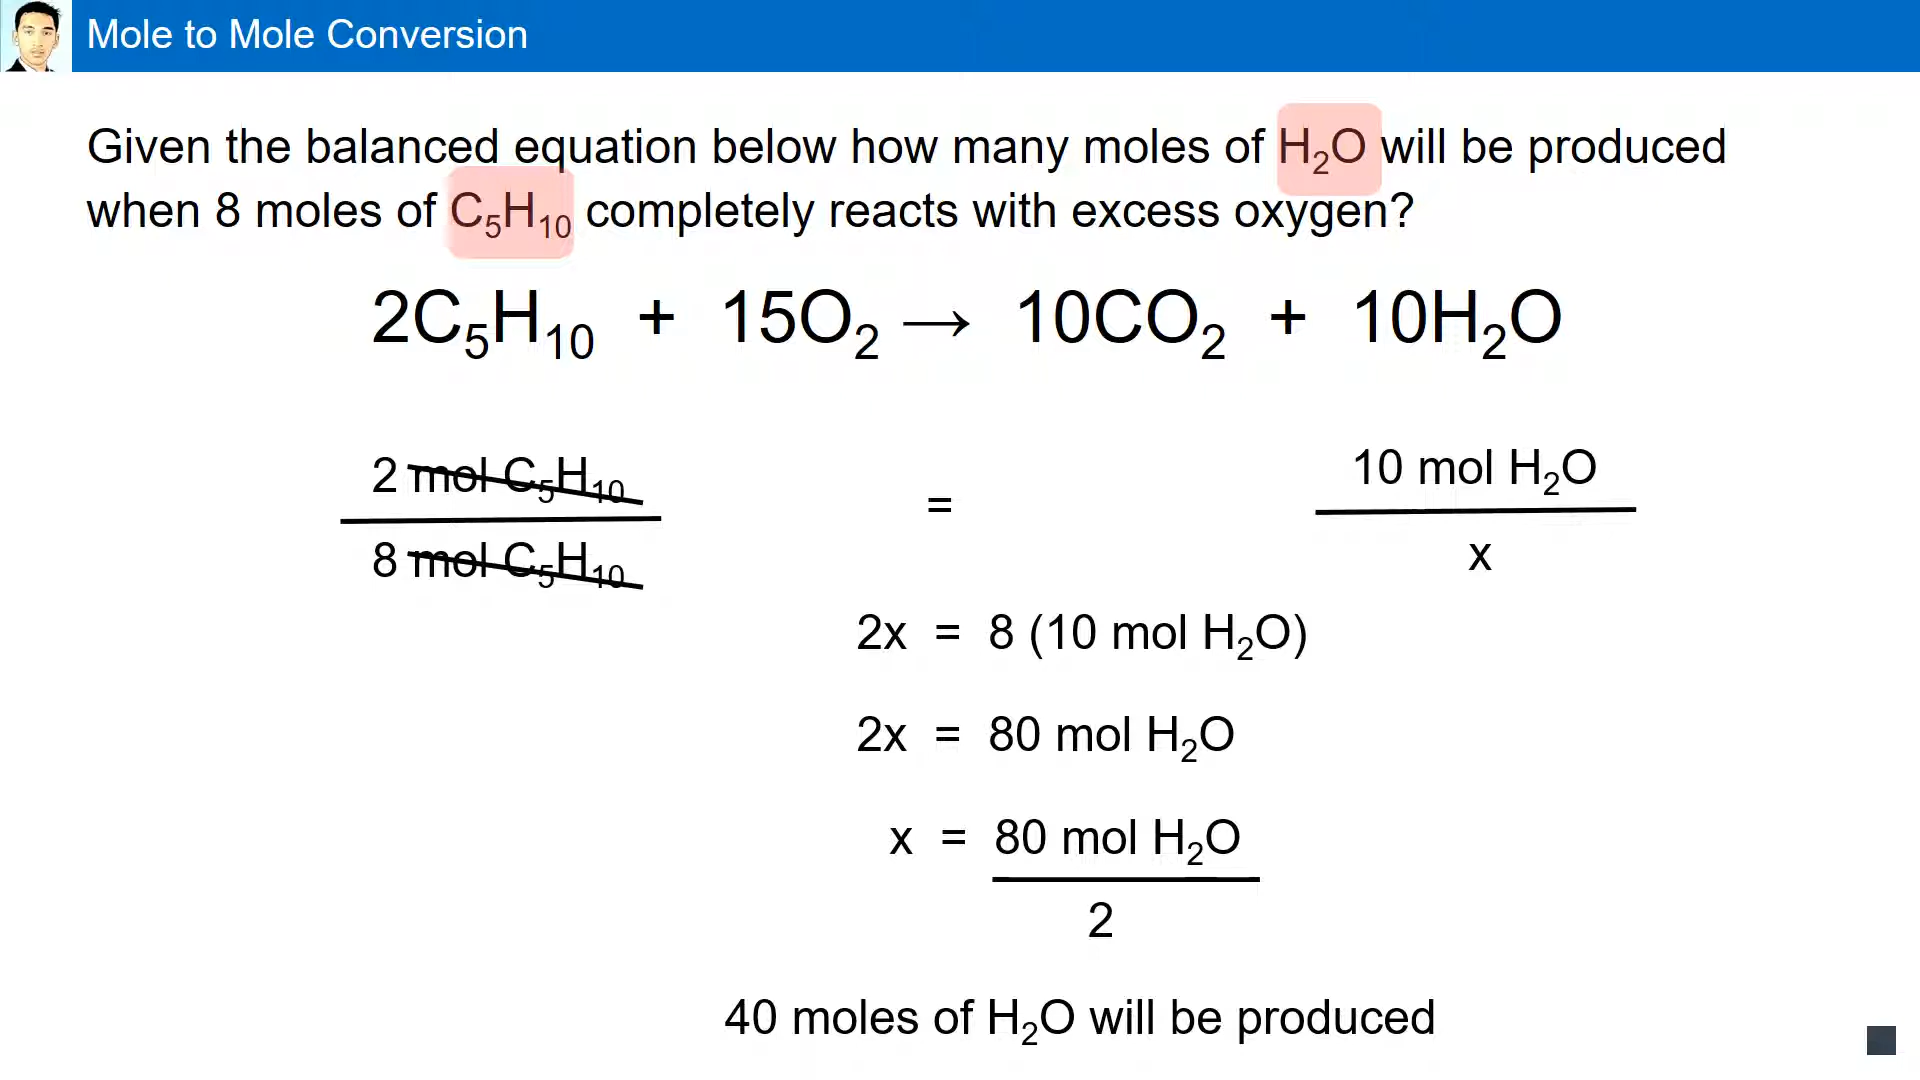 Mole to Mole Conversion
Given the balanced equation below how many moles of H₂O will be produced
when 8 moles of C₅H₁₀ completely reacts with excess oxygen?
2C₅H₁₀ + 15O₂ → 10CO₂ + 10H₂O
2 mol C₅H₁₀
8 mol C₅H₁₀
=
10 mol H₂O
x
2x = 8 (10 mol H₂O)
2x = 80 mol H₂O
x = 80 mol H₂O
2
40 moles of H₂O will be produced